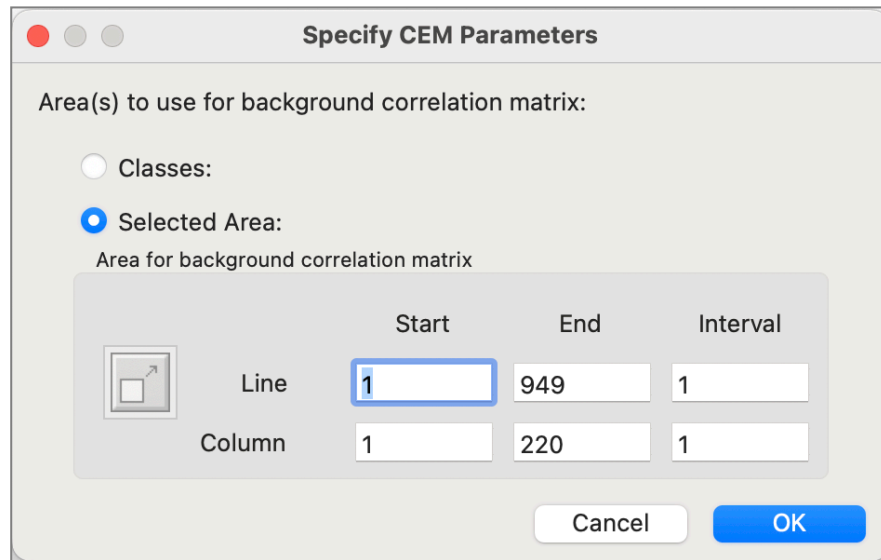 Specify CEM Parameters
Area(s) to use for background correlation matrix:
Classes:
Selected Area:
Area for background correlation matrix
Start End Interval
Line 1 949 1
Column 1 220 1
Cancel OK